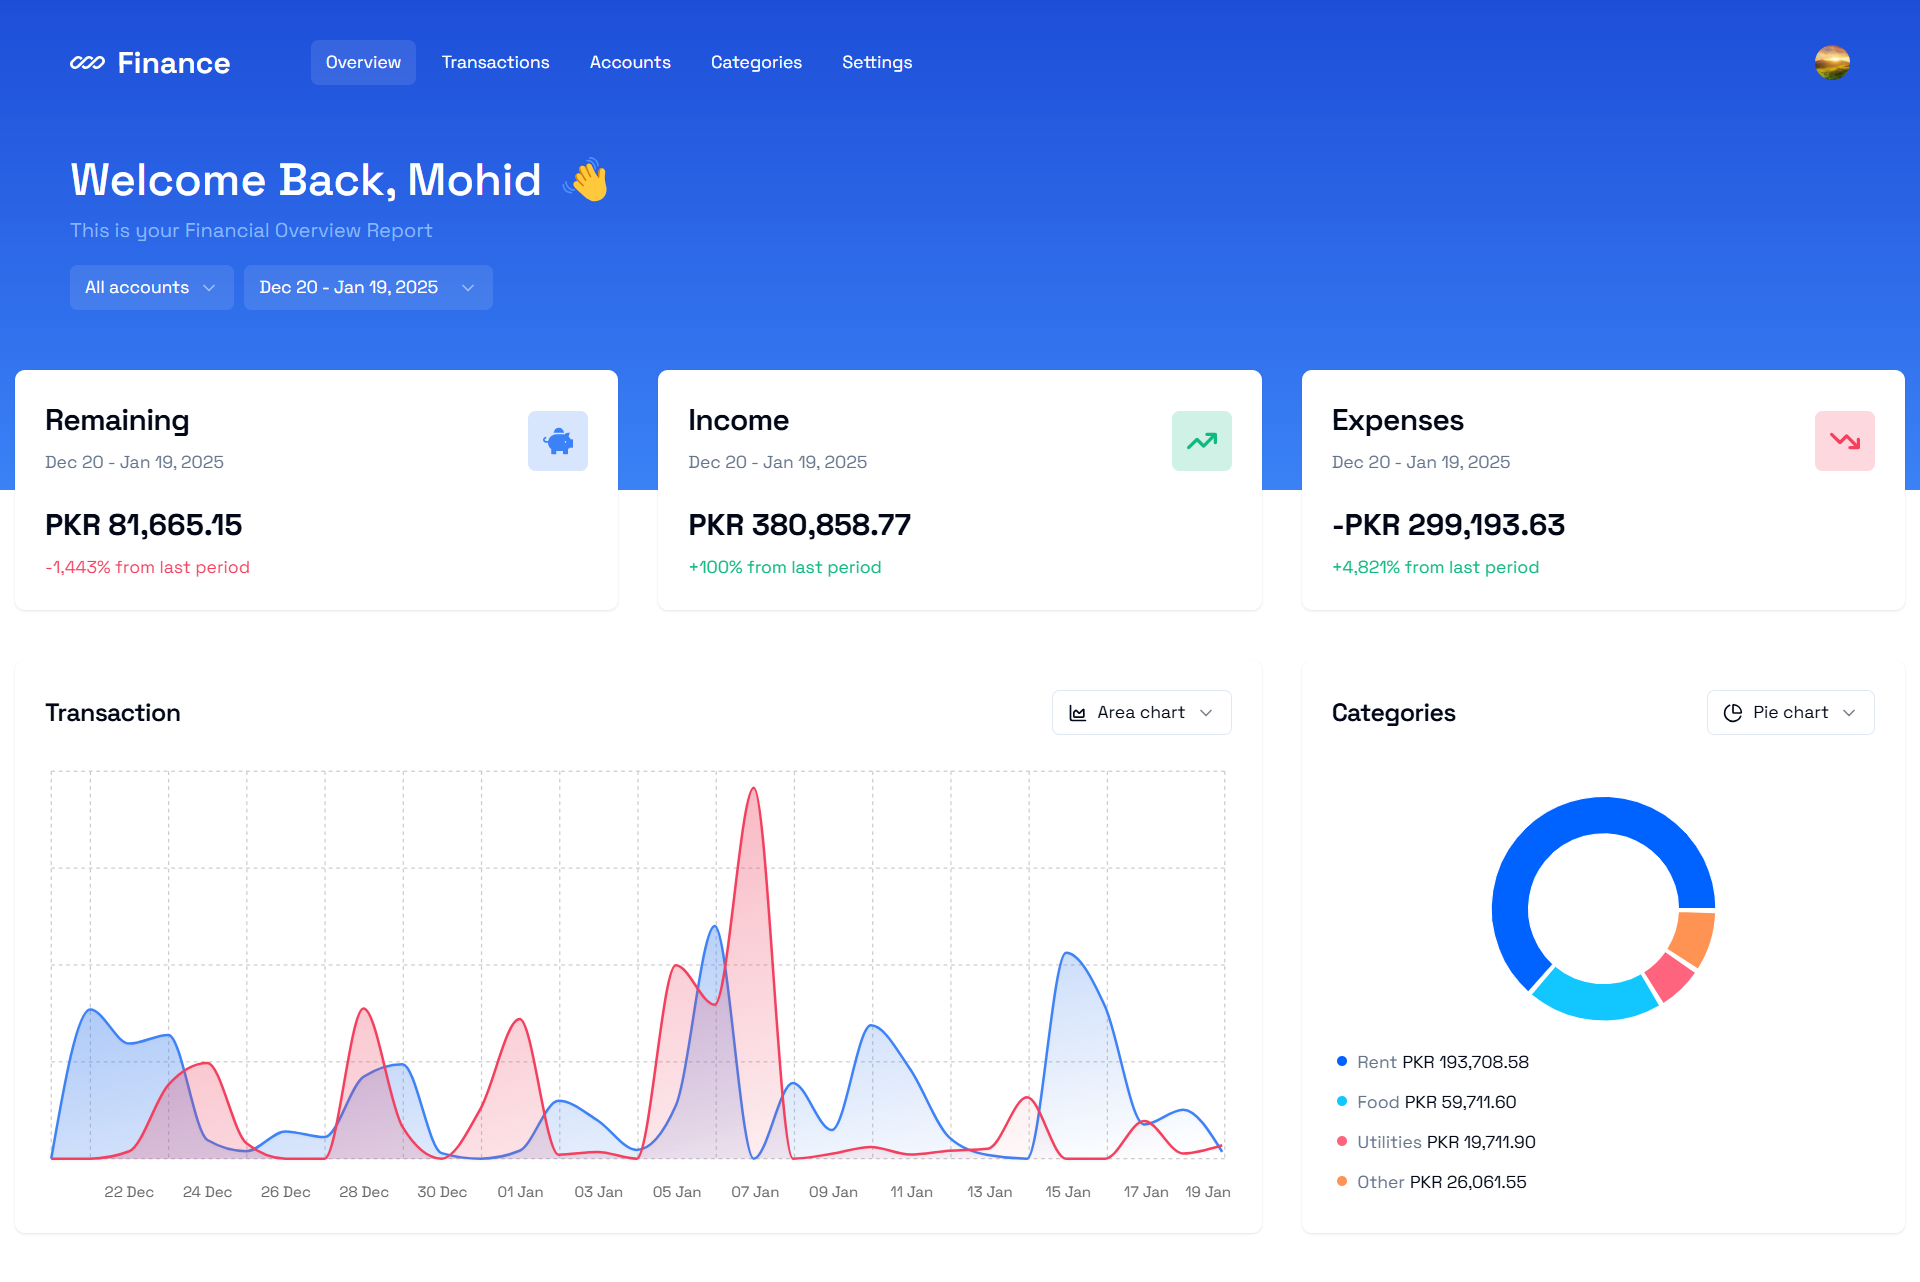 Finance
Overview
Transactions
Accounts
Categories
Settings
Welcome Back, Mohid 👋
This is your Financial Overview Report
All accounts
Dec 20 - Jan 19, 2025
Remaining
Dec 20 - Jan 19, 2025
PKR 81,665.15
-1,443% from last period
Income
Dec 20 - Jan 19, 2025
PKR 380,858.77
+100% from last period
Expenses
Dec 20 - Jan 19, 2025
-PKR 299,193.63
+4,821% from last period
Transaction
Area chart
22 Dec
24 Dec
26 Dec
28 Dec
30 Dec
01 Jan
03 Jan
05 Jan
07 Jan
09 Jan
11 Jan
13 Jan
15 Jan
17 Jan
19 Jan
Categories
Pie chart
Rent PKR 193,708.58
Food PKR 59,711.60
Utilities PKR 19,711.90
Other PKR 26,061.55